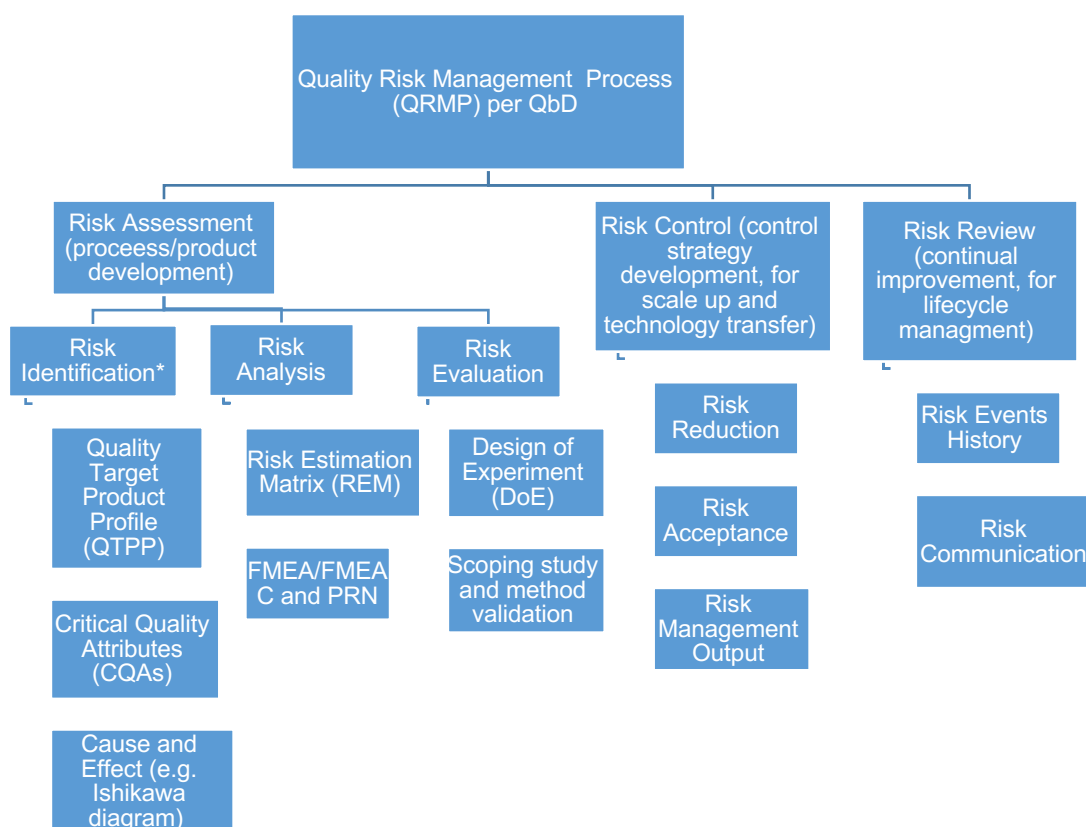 Quality Risk Management Process
(QRMP) per QbD
Risk Assessment
(proceess/product
development)
Risk Control (control
strategy
development, for
scale up and
technology transfer)
Risk Review
(continual
improvement, for
lifecycle
managment)
Risk
Identification*
Risk
Analysis
Risk
Evaluation
Quality
Target
Product
Profile
(QTPP)
Critical Quality
Attributes
(CQAs)
Cause and
Effect (e.g.
Ishikawa
diagram)
Risk Estimation
Matrix (REM)
FMEA/FMEA
C and PRN
Design of
Experiment
(DoE)
Scoping study
and method
validation
Risk
Reduction
Risk
Acceptance
Risk
Management
Output
Risk Events
History
Risk
Communication